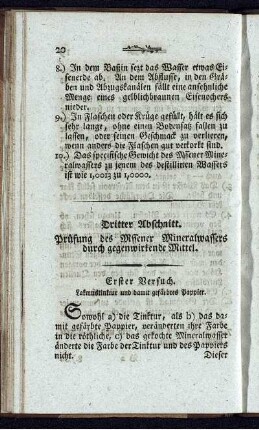 20
8.) In dem Baßin sezt das Wasser etwas Ei-
senerde ab. An dem Abflusse, in den Grä-
ben und Abzugskanälen fällt eine ansehnliche
Menge eines gelblichbraunen Eisenochers
nieder.
9.) In Flaschen oder Krüge gefüllt, hält es sich
sehr lange, ohne einen Bodensatz fallen zu
lassen, oder seinen Geschmack zu verlieren,
wenn anders die Flaschen gut verkorkt sind.
10.) Das specifische Gewicht des Msener Mine-
ralwassers zu jenem des destillirten Wassers
ist wie 1,0013 zu 1,0000.
Dritter Abschnitt.
Prüfung des Msener Mineralwassers
durch gegenwirkende Mittel.
Erster Versuch.
Lakmustinktur und damit gefärbtes Pappier.
Sowohl a) die Tinktur, als b) das da-
mit gefärbte Pappier, veränderten ihre Farbe
in die röthliche, c) das gekochte Mineralwasser
änderte die Farbe der Tinktur und des Pappiers
nicht.
Dieser